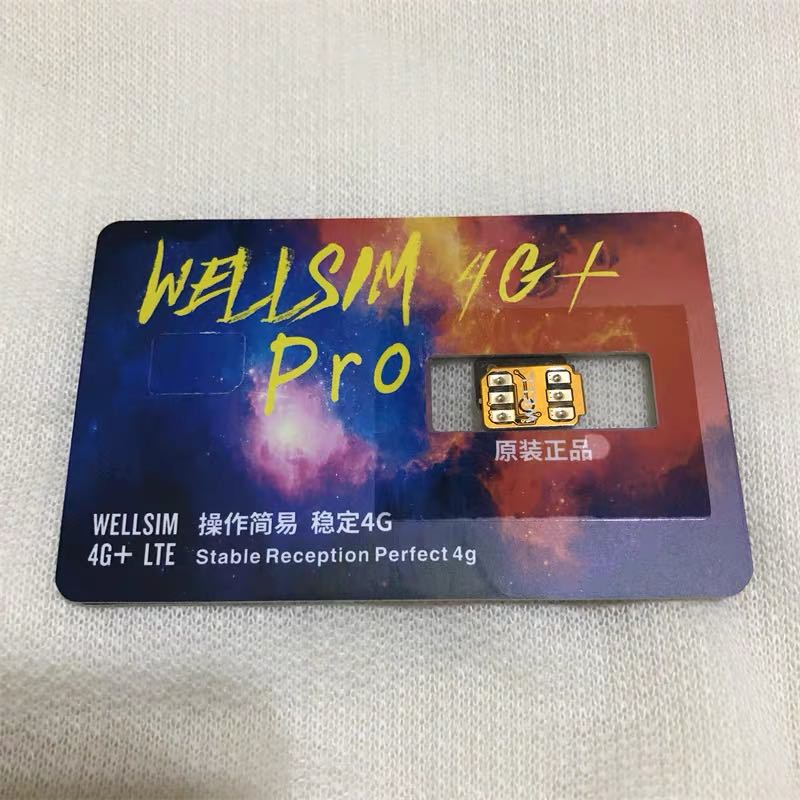 WELLSIM 4G+
Pro
原装正品
WELLSIM 操作简易 稳定4G
4G+ LTE Stable Reception Perfect 4g